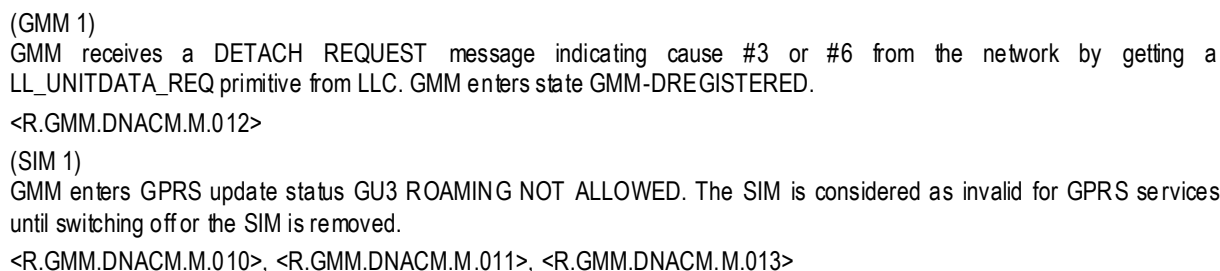 (GMM 1)
GMM receives a DETACH REQUEST message indicating cause #3 or #6 from the network by getting a
LL_UNITDATA_REQ primitive from LLC. GMM enters state GMM-DREGISTERED.
<R.GMM.DNACM.M.012>
(SIM 1)
GMM enters GPRS update status GU3 ROAMING NOT ALLOWED. The SIM is considered as invalid for GPRS services
until switching off or the SIM is removed.
<R.GMM.DNACM.M.010>, <R.GMM.DNACM.M.011>, <R.GMM.DNACM.M.013>